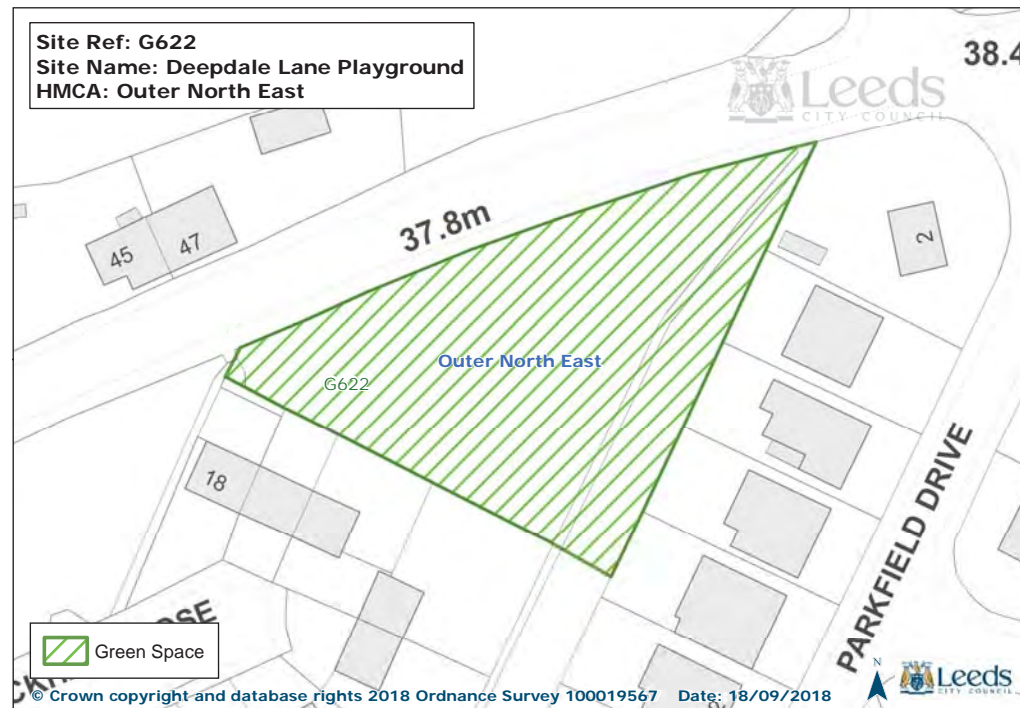 Site Ref: G622
Site Name: Deepdale Lane Playground
HMCA: Outer North East
38.4
Leeds
CITY COUNCIL
37.8m
45
47
2
Outer North East
G622
18
PARKFIELD DRIVE
Green Space
N
Leeds
CITY COUNCIL
© Crown copyright and database rights 2018 Ordnance Survey 100019567 Date: 18/09/2018